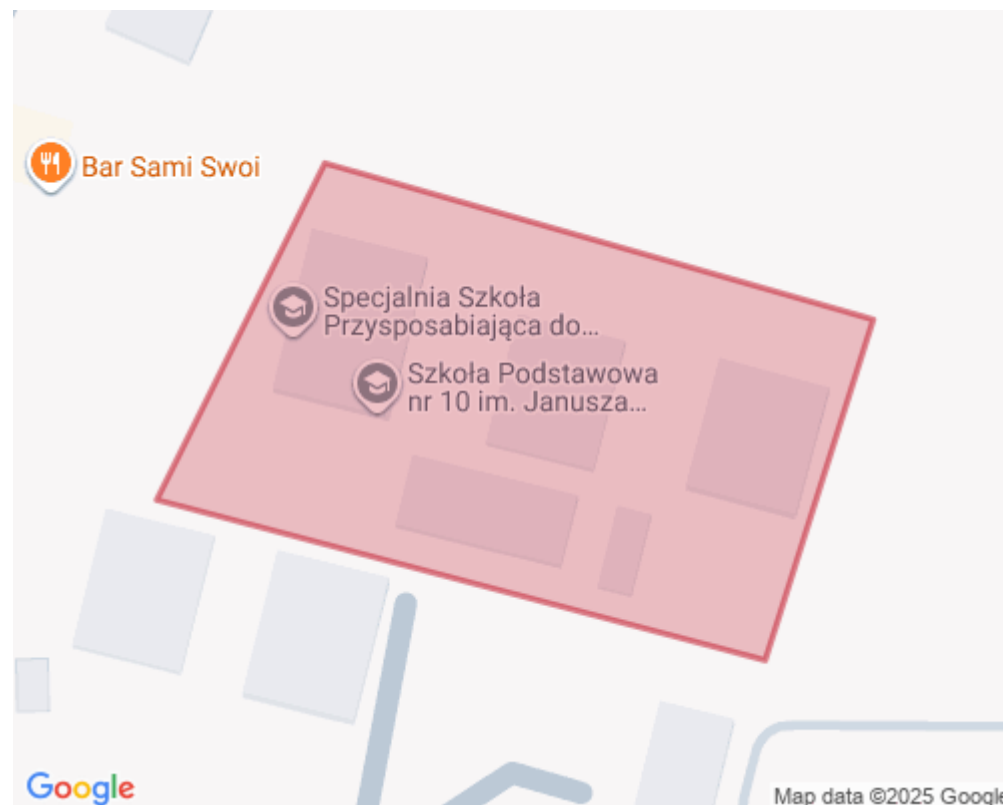 Bar Sami Swoi
Specjalnia Szkoła
Przysposabiająca do...
Szkoła Podstawowa
nr 10 im. Janusza...
Google
Map data ©2025 Google